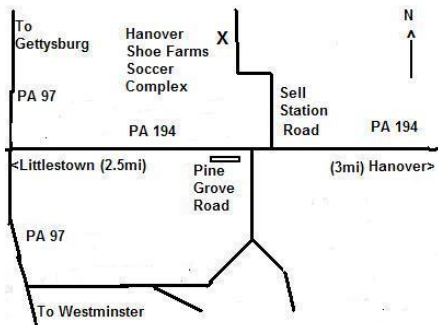 To
Gettysburg
Hanover
Shoe Farms
Soccer
Complex
X
N
PA 97
Sell
Station
Road
PA 194
PA 194
<Littlestown (2.5mi)
Pine
Grove
Road
(3mi) Hanover>
PA 97
To Westminster